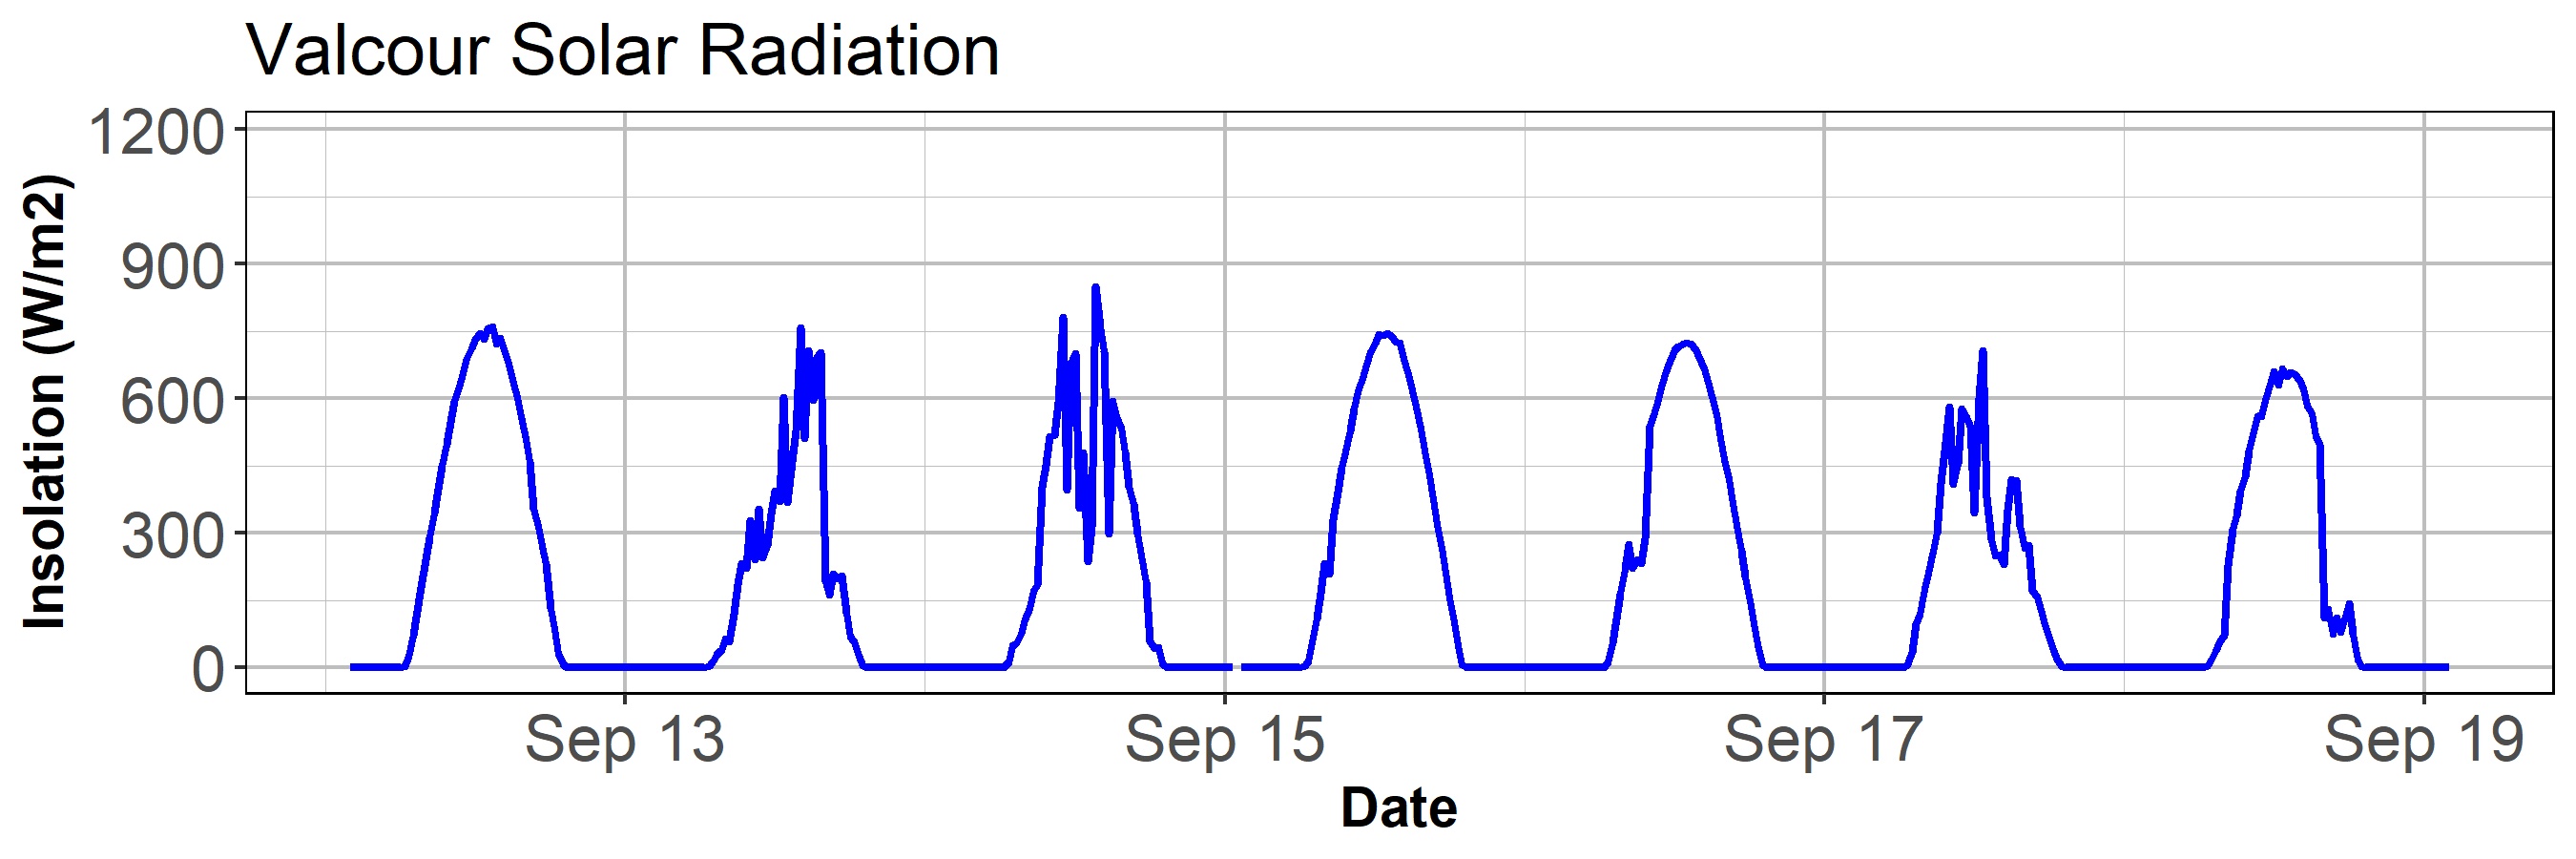 Valcour Solar Radiation
1200
900
600
300
0
Insolation (W/m2)
Sep 13
Sep 15
Sep 17
Sep 19
Date